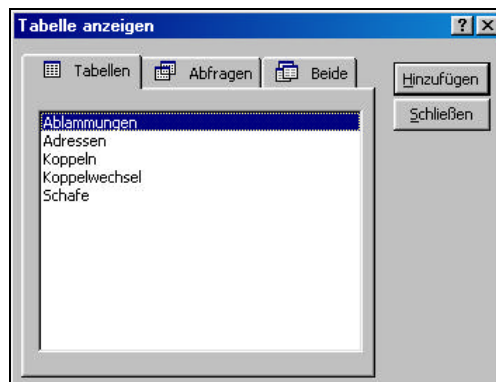 Tabelle anzeigen
Tabellen Abfragen Beide
Hinzufügen
Schließen
Ablammungen
Adressen
Koppeln
Koppelwechsel
Schafe